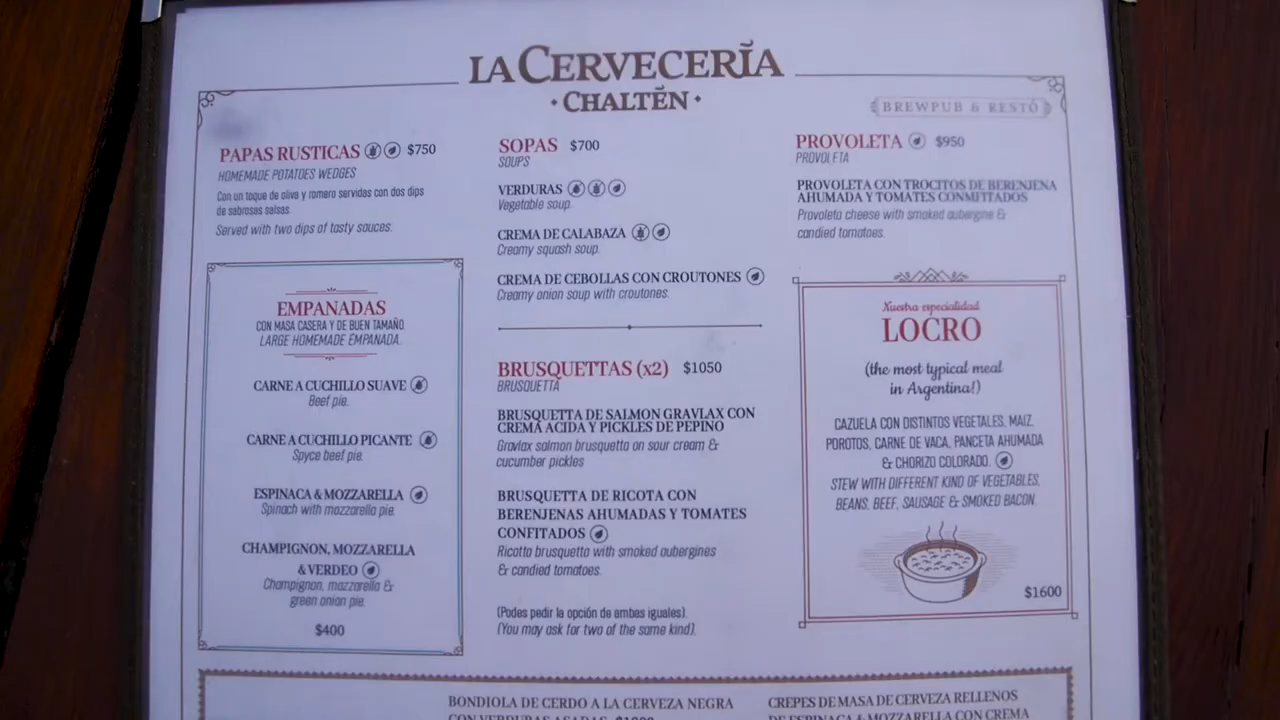 LA CERVECERÍA
· CHALTÉN ·
BREWPUB & RESTÓ
PAPAS RUSTICAS $750
HOMEMADE POTATOES WEDGES
Con un toque de oliva y romero servidas con dos dips
de sabrosas salsas.
Served with two dips of tasty sauces.
EMPANADAS
CON MASA CASERA Y DE BUEN TAMAÑO.
LARGE HOMEMADE EMPANADA.
CARNE A CUCHILLO SUAVE
Beef pie.
CARNE A CUCHILLO PICANTE
Spyce beef pie.
ESPINACA & MOZZARELLA
Spinach with mozzarella pie.
CHAMPIGNON, MOZZARELLA
& VERDEO
Champignon, mozzarella &
green onion pie.
$400
SOPAS $700
SOUPS
VERDURAS
Vegetable soup.
CREMA DE CALABAZA
Creamy squash soup.
CREMA DE CEBOLLAS CON CROUTONES
Creamy onion soup with croutones.
BRUSQUETTAS (x2) $1050
BRUSQUETTA
BRUSQUETTA DE SALMON GRAVLAX CON
CREMA ACIDA Y PICKLES DE PEPINO
Gravlax salmon brusquetta on sour cream &
cucumber pickles
BRUSQUETTA DE RICOTA CON
BERENJENAS AHUMADAS Y TOMATES
CONFITADOS
Ricotta brusquetta with smoked aubergines
& candied tomatoes.
(Podes pedir la opción de ambas iguales).
(You may ask for two of the same kind).
PROVOLETA $950
PROVOLETA
PROVOLETA CON TROCITOS DE BERENJENA
AHUMADA Y TOMATES CONMITTADOS
Provoleta cheese with smoked aubergine &
candied tomatoes.
Nuestra especialidad
LOCRO
(the most typical meal
in Argentina!)
CAZUELA CON DISTINTOS VEGETALES, MAIZ,
POROTOS, CARNE DE VACA, PANCETA AHUMADA
& CHORIZO COLORADO.
STEW WITH DIFFERENT KIND OF VEGETABLES,
BEANS, BEEF, SAUSAGE & SMOKED BACON.
$1600
BONDIOLA DE CERDO A LA CERVEZA NEGRA
CON VERDURAS ASADAS
CREPES DE MASA DE CERVEZA RELLENOS
DE ESPINACA & MOZZARELLA CON CREMA